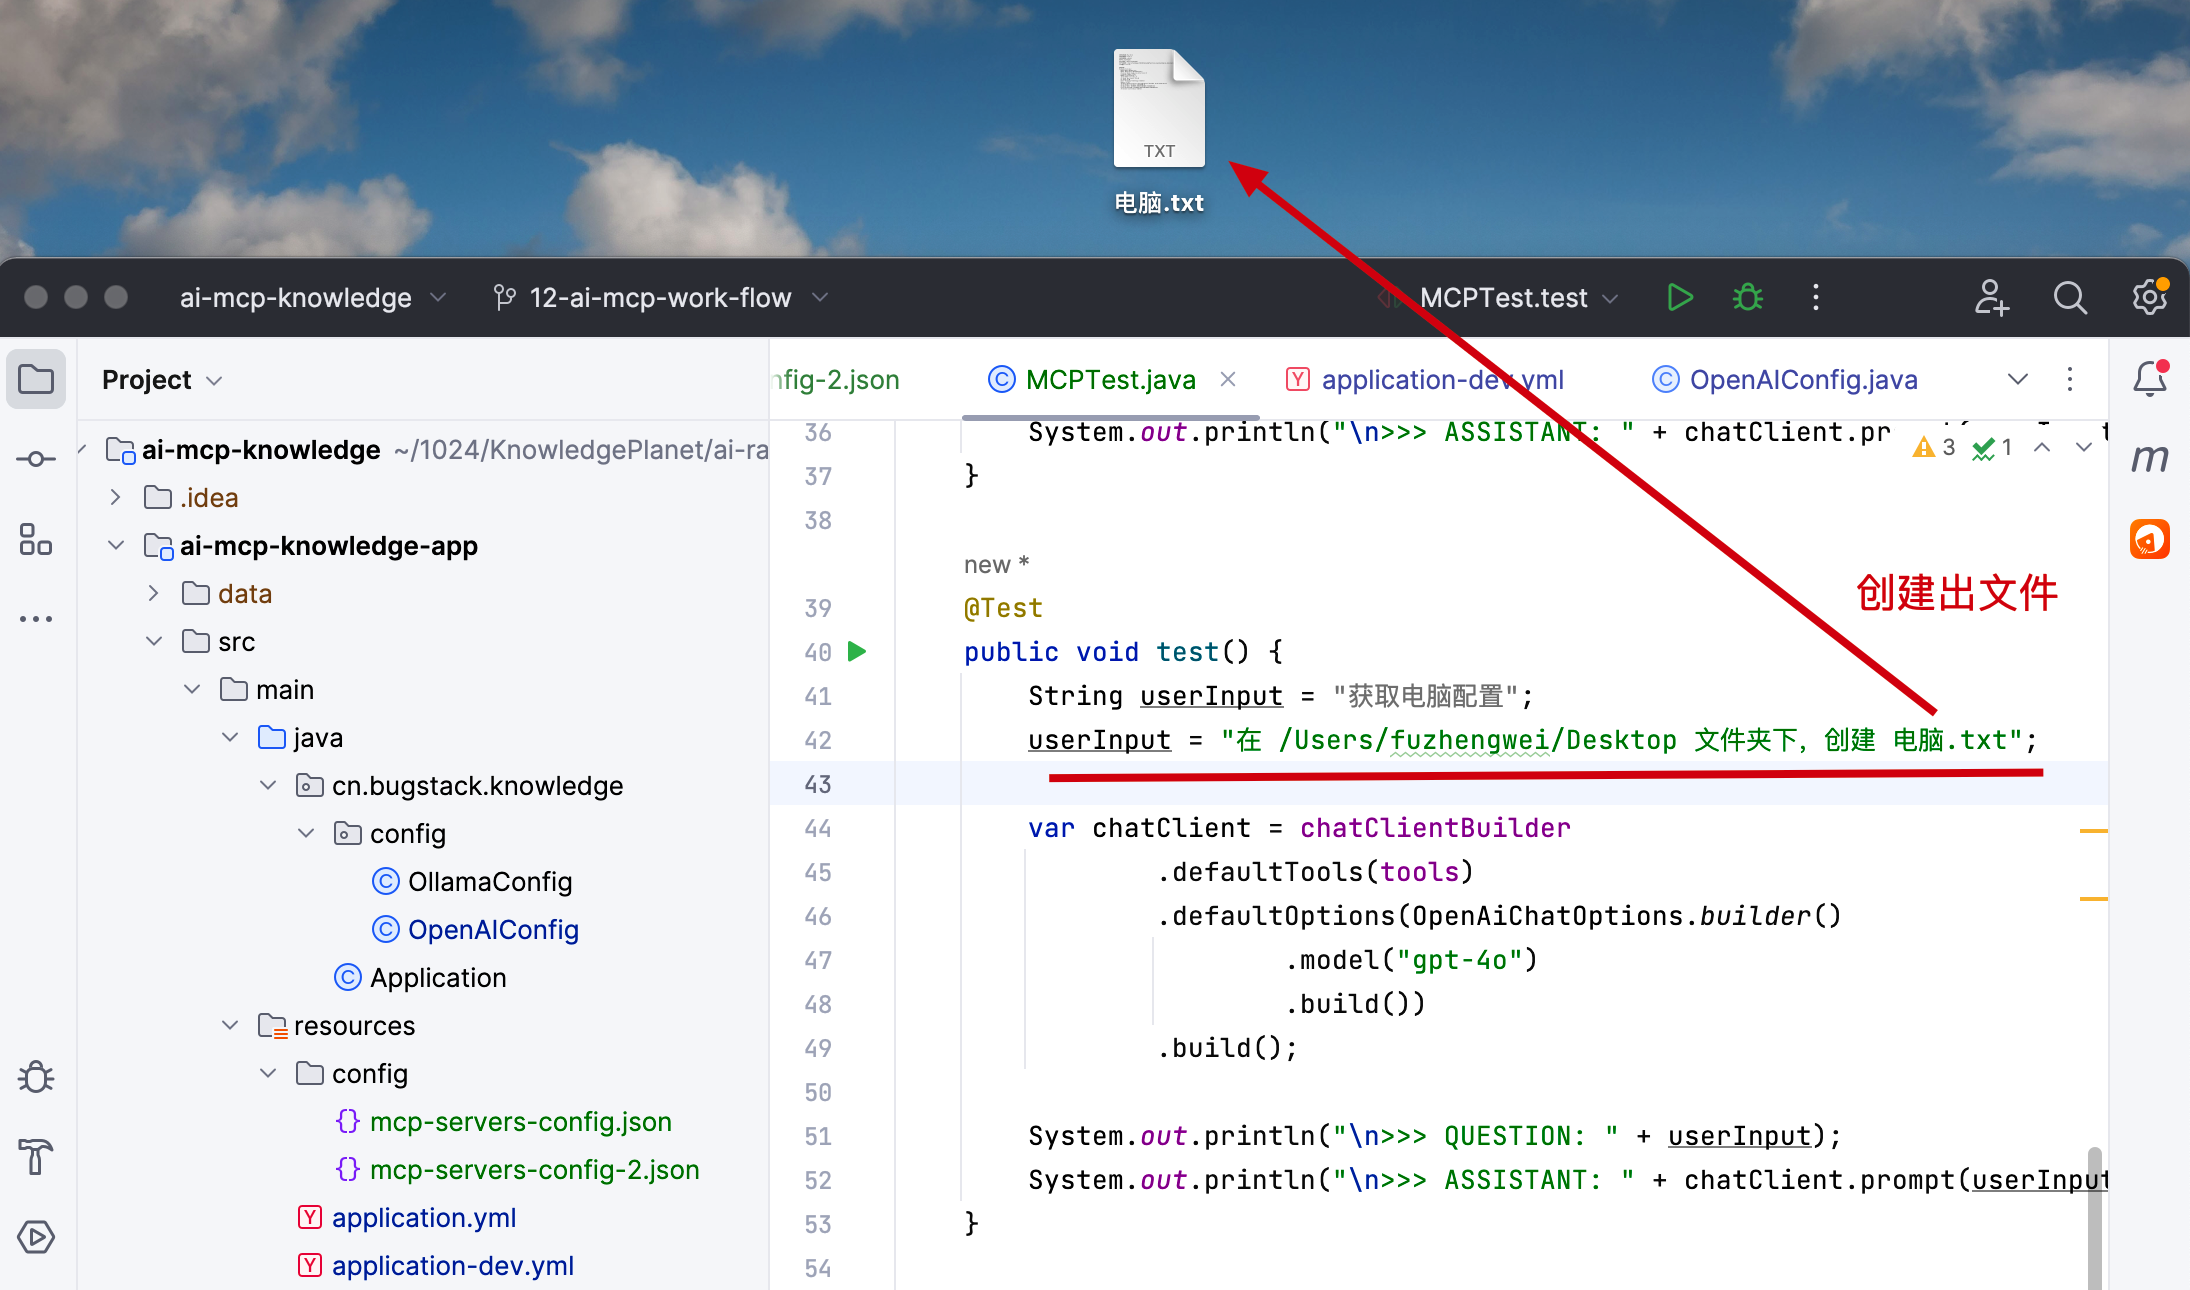 TXT
电脑.txt
ai-mcp-knowledge
12-ai-mcp-work-flow
MCPTest.test
Project
nfig-2.json
MCPTest.java
application-dev.yml
OpenAIConfig.java
ai-mcp-knowledge ~/1024/KnowledgePlanet/ai-ra
.idea
ai-mcp-knowledge-app
data
src
main
java
cn.bugstack.knowledge
config
OllamaConfig
OpenAIConfig
Application
resources
config
mcp-servers-config.json
mcp-servers-config-2.json
application.yml
application-dev.yml
36 System.out.println("\n>>> ASSISTANT: " + chatClient.pr
3 1
37 }
38
new *
39 @Test
40 public void test() {
41 String userInput = "获取电脑配置";
42 userInput = "在 /Users/fuzhengwei/Desktop 文件夹下，创建 电脑.txt";
43
44 var chatClient = chatClientBuilder
45 .defaultTools(tools)
46 .defaultOptions(OpenAiChatOptions.builder()
47 .model("gpt-4o")
48 .build())
49 .build();
50
51 System.out.println("\n>>> QUESTION: " + userInput);
52 System.out.println("\n>>> ASSISTANT: " + chatClient.prompt(userInput
53 }
54
创建出文件
m